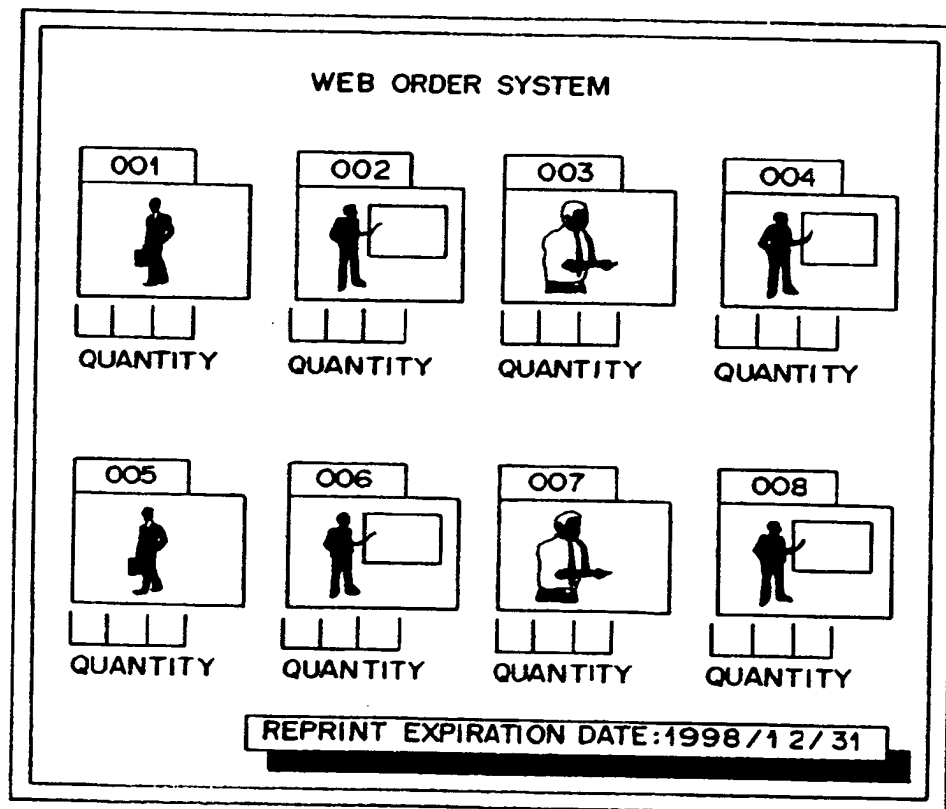 WEB ORDER SYSTEM
001 002 003 004
QUANTITY QUANTITY QUANTITY QUANTITY
005 006 007 008
QUANTITY QUANTITY QUANTITY QUANTITY
REPRINT EXPIRATION DATE:1998/12/31